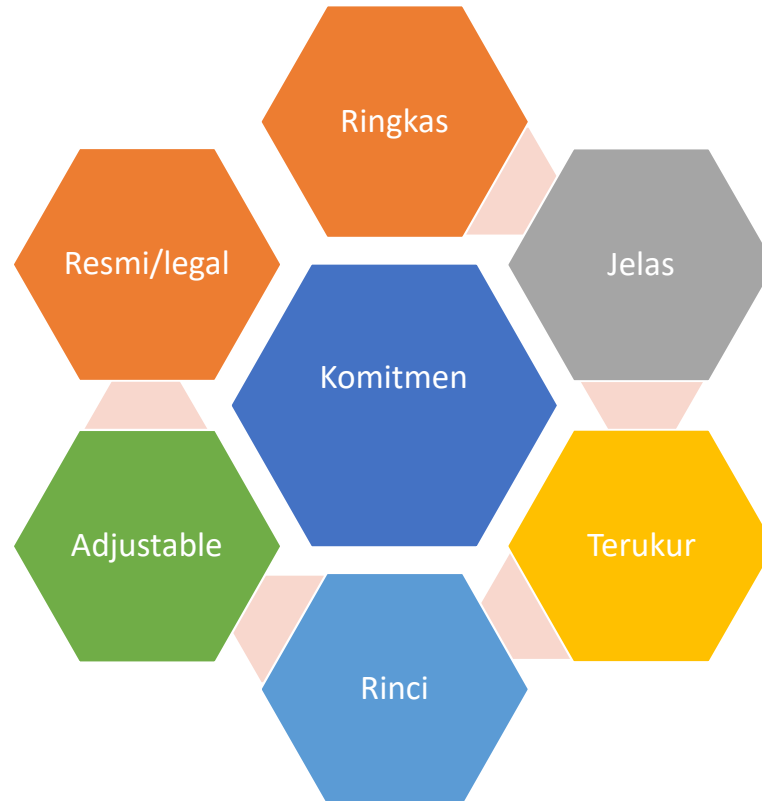 Ringkas
Resmi/legal
Jelas
Komitmen
Adjustable
Terukur
Rinci